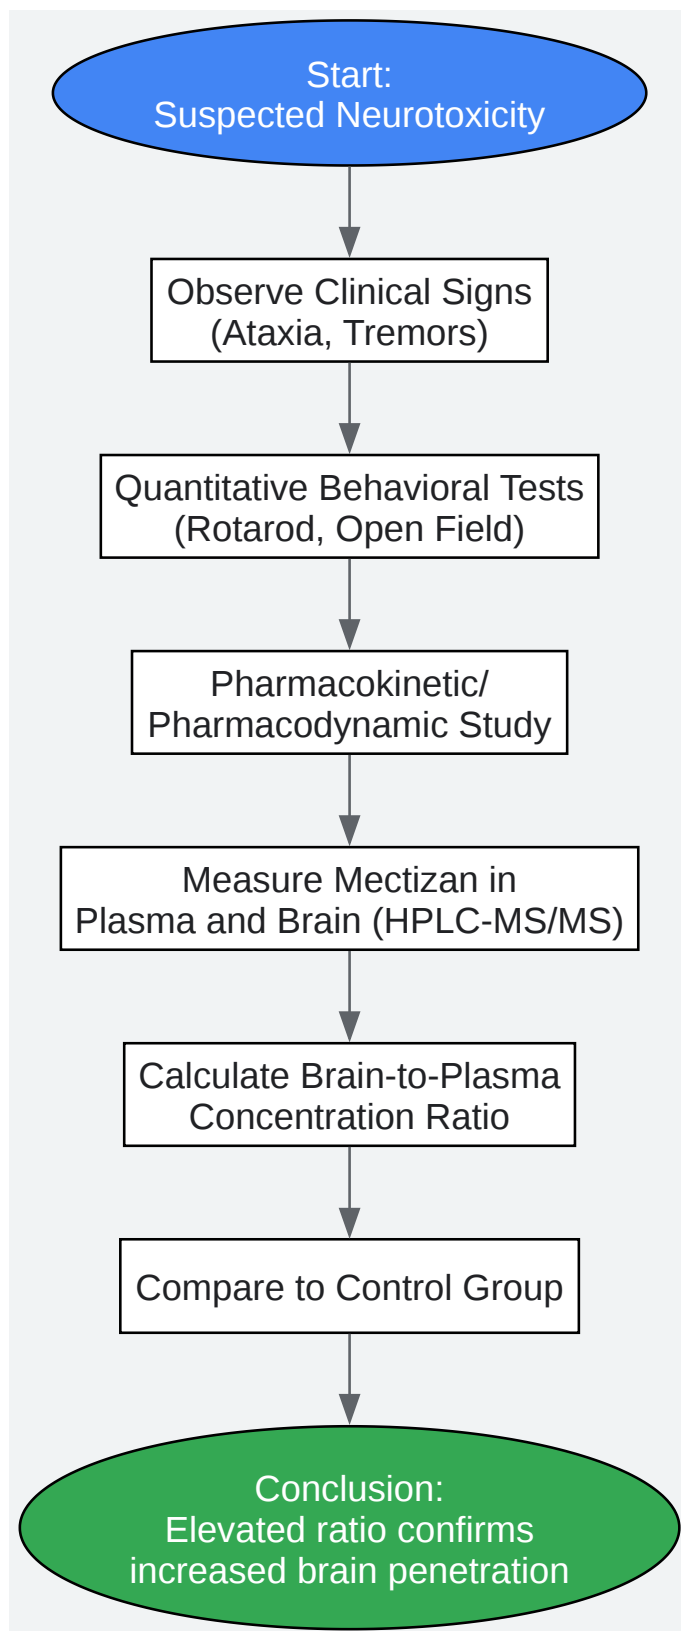 Start:
Suspected Neurotoxicity
Observe Clinical Signs
(Ataxia, Tremors)
Quantitative Behavioral Tests
(Rotarod, Open Field)
Pharmacokinetic/
Pharmacodynamic Study
Measure Mectizan in
Plasma and Brain (HPLC-MS/MS)
Calculate Brain-to-Plasma
Concentration Ratio
Compare to Control Group
Conclusion:
Elevated ratio confirms
increased brain penetration